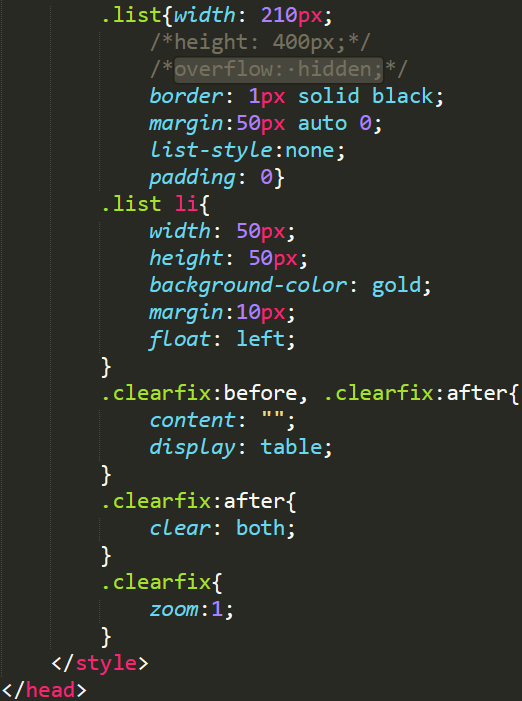 .list{width: 210px;
/*height: 400px;*/
/*overflow: hidden;*/
border: 1px solid black;
margin:50px auto 0;
list-style:none;
padding: 0}
.list li{
width: 50px;
height: 50px;
background-color: gold;
margin:10px;
float: left;
}
.clearfix:before, .clearfix:after{
content: "";
display: table;
}
.clearfix:after{
clear: both;
}
.clearfix{
zoom:1;
}
</style>
</head>